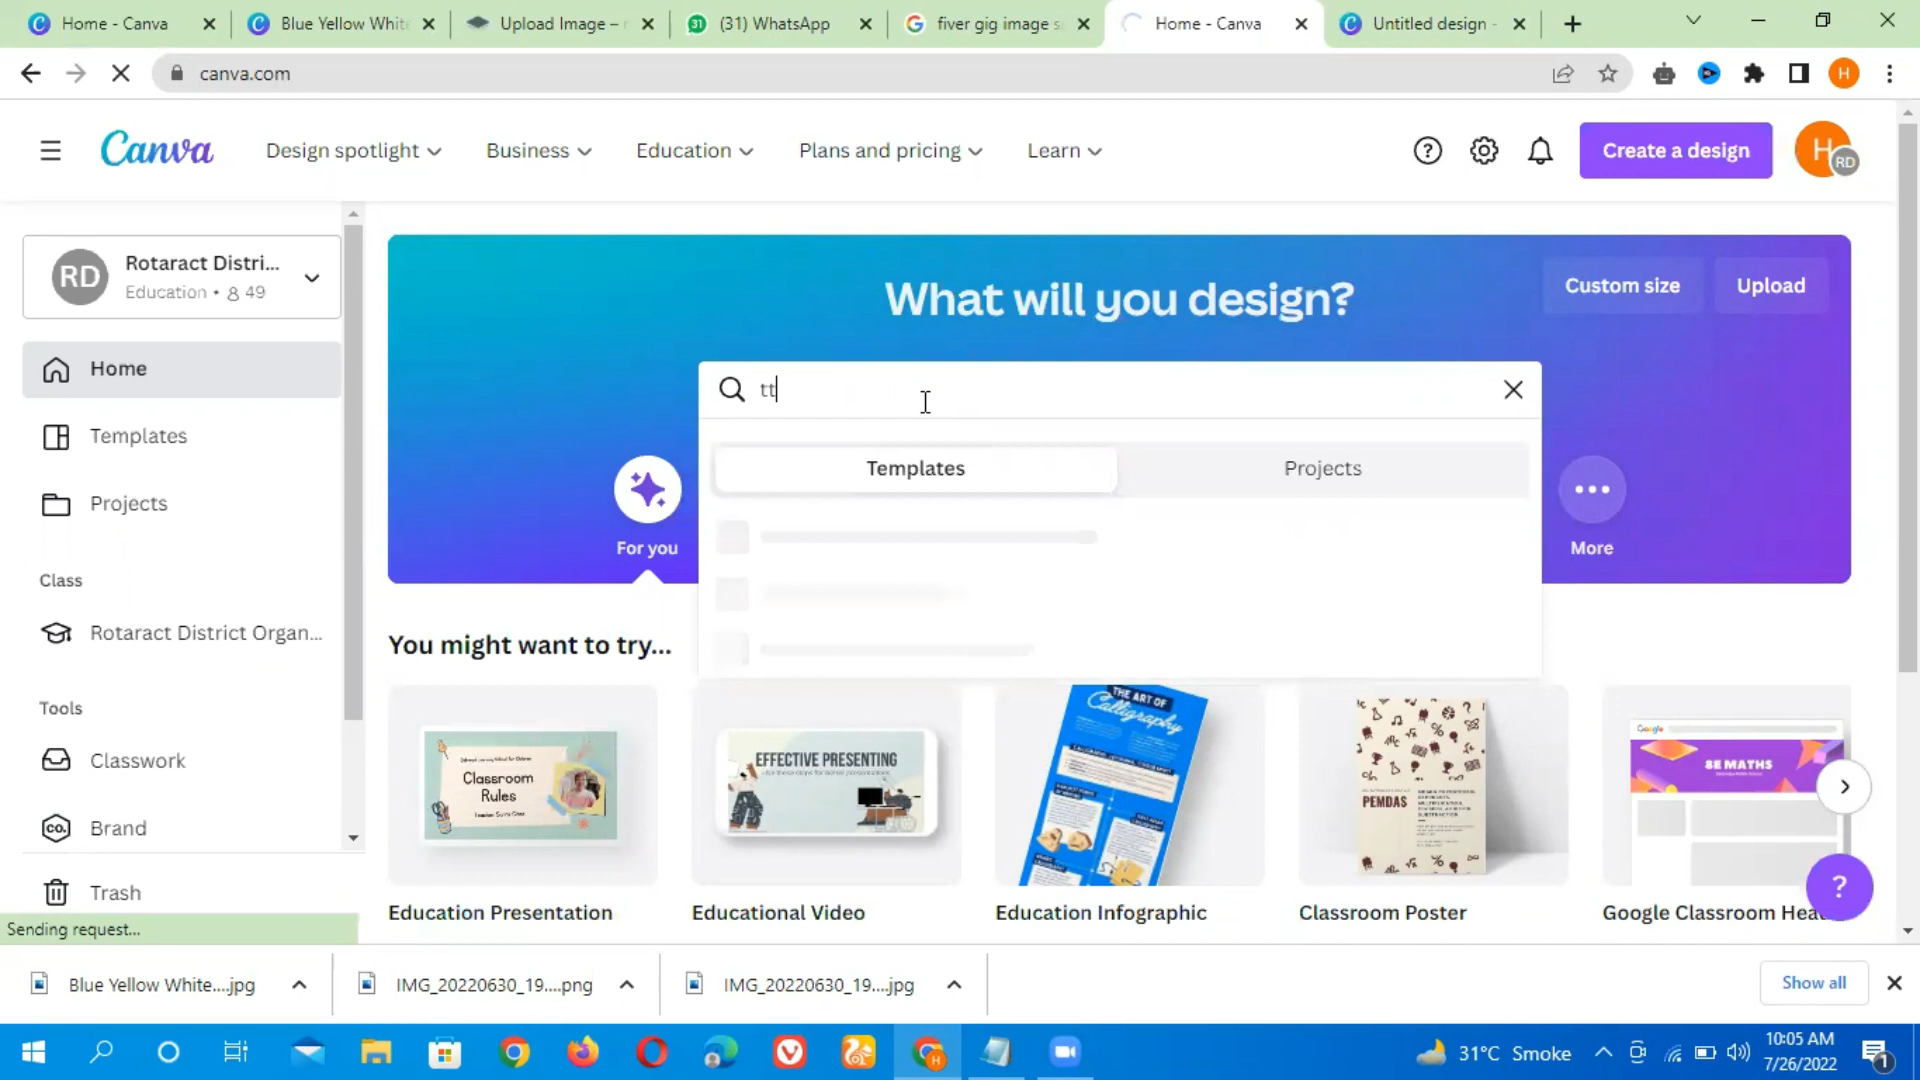 Home - Canva
Blue Yellow White
Upload Image –
(31) WhatsApp
fiver gig image s
Home - Canva
Untitled design -
canva.com
H
Canva
Design spotlight
Business
Education
Plans and pricing
Learn
Create a design
H
RD
RD
Rotaract Distri...
Education • 49
Home
Templates
Projects
Class
Rotaract District Organ...
Tools
Classwork
Brand
Trash
What will you design?
Custom size
Upload
tt
Templates
Projects
For you
More
You might want to try...
Classroom
Rules
EFFECTIVE PRESENTING
THE ART OF
Calligraphy
PEMDAS
Google
8E MATHS
Education Presentation
Educational Video
Education Infographic
Classroom Poster
Google Classroom Hea
?
Sending request...
Blue Yellow White....jpg
IMG_20220630_19....png
IMG_20220630_19....jpg
Show all
31°C Smoke
10:05 AM
7/26/2022
1